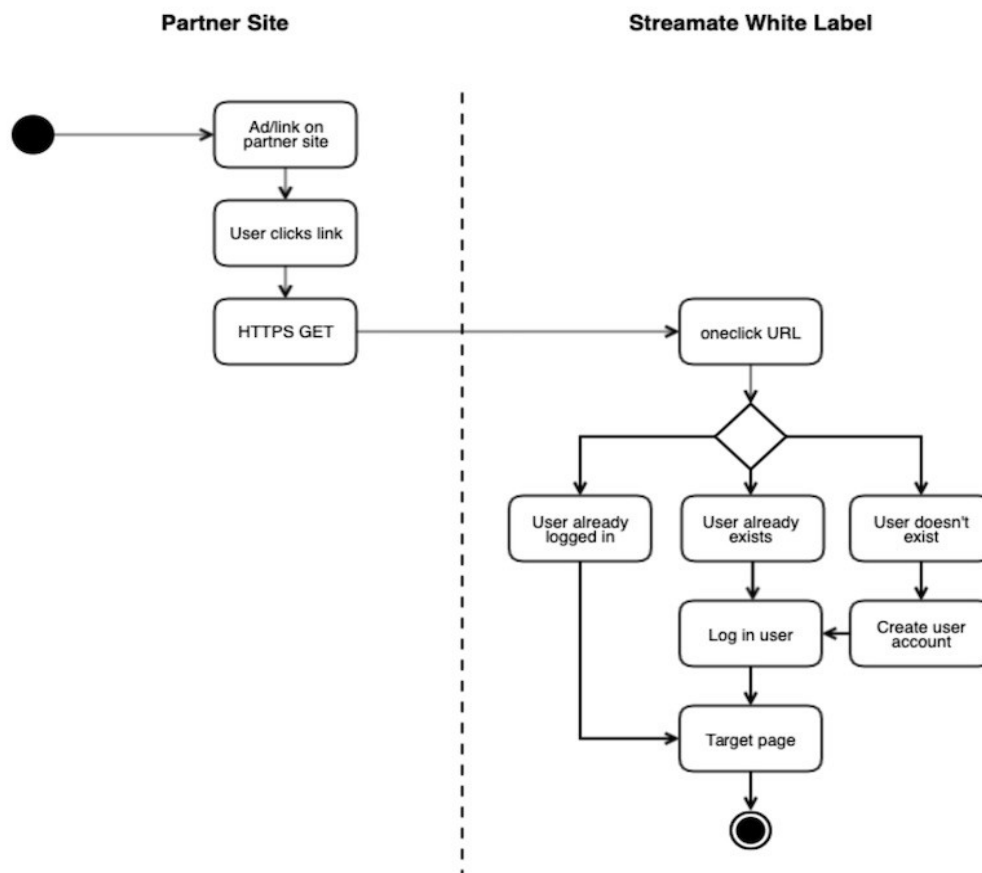 Partner Site
Streamate White Label
Ad/link on
partner site
User clicks link
HTTPS GET
oneclick URL
User already
logged in
User already
exists
User doesn't
exist
Log in user
Create user
account
Target page